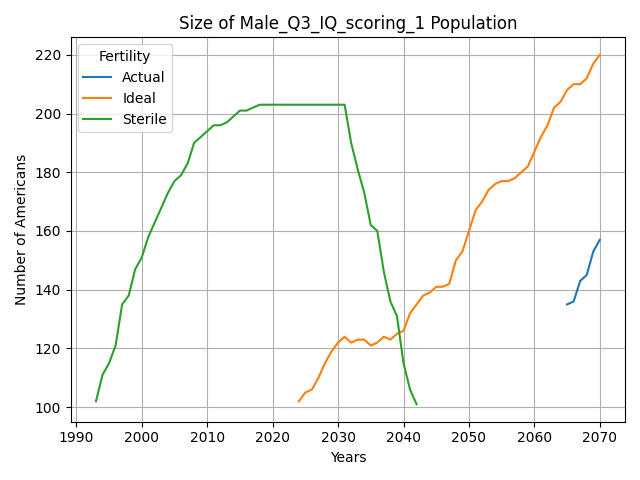 Size of Male_Q3_IQ_scoring_1 Population
Fertility
Actual
Ideal
Sterile
Number of Americans
220
200
180
160
140
120
100
1990
2000
2010
2020
2030
2040
2050
2060
2070
Years